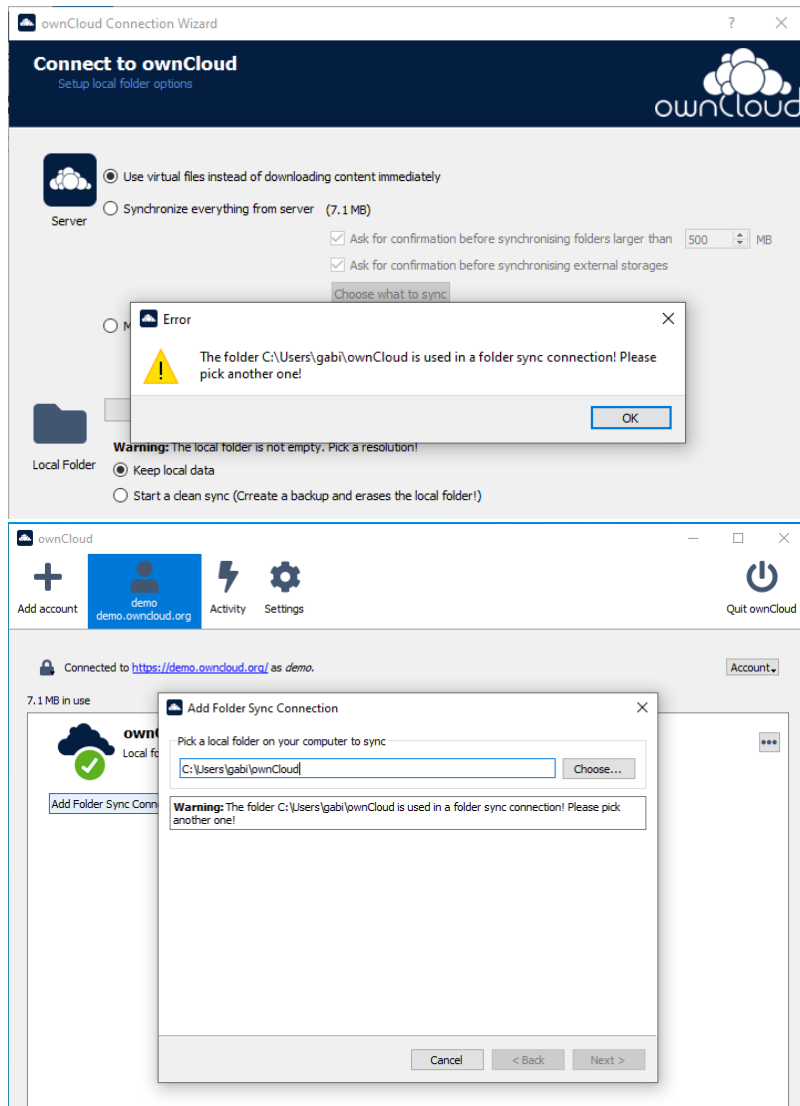 ownCloud Connection Wizard
?
Connect to ownCloud
Setup local folder options
ownCloud
Server
Use virtual files instead of downloading content immediately
Synchronize everything from server (7.1 MB)
Ask for confirmation before synchronising folders larger than 500 MB
Ask for confirmation before synchronising external storages
Choose what to sync
Error
The folder C:\Users\gabi\ownCloud is used in a folder sync connection! Please
pick another one!
OK
Local Folder
Warning: The local folder is not empty. Pick a resolution!
Keep local data
Start a clean sync (Crreate a backup and erases the local folder!)
ownCloud
Add account
demo
demo.owncloud.org
Activity
Settings
Quit ownCloud
Connected to https://demo.owncloud.org/ as demo.
Account
7.1 MB in use
Local fo
Add Folder Sync Conn
Add Folder Sync Connection
Pick a local folder on your computer to sync
C:\Users\gabi\ownCloud
Choose...
Warning: The folder C:\Users\gabi\ownCloud is used in a folder sync connection! Please pick
another one!
Cancel
< Back
Next >